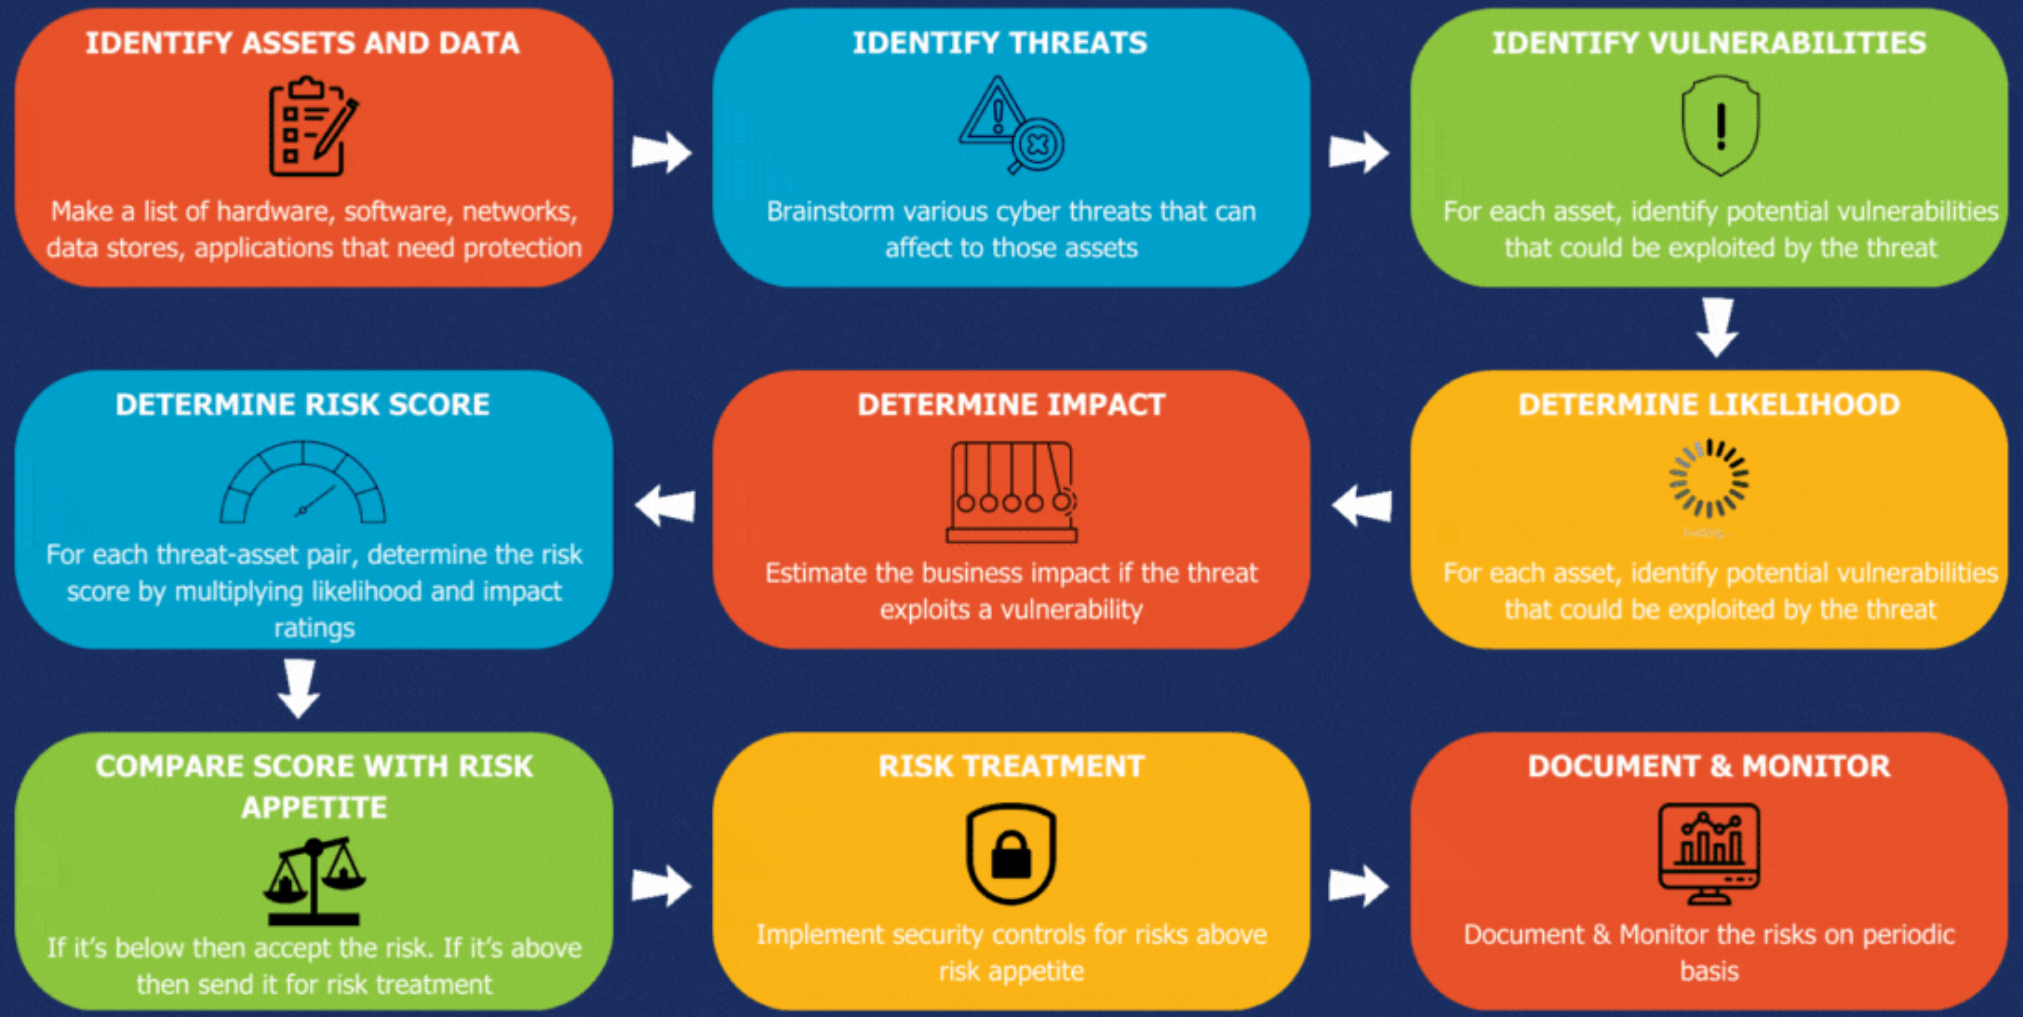 IDENTIFY ASSETS AND DATA
Make a list of hardware, software, networks,
data stores, applications that need protection
IDENTIFY THREATS
Brainstorm various cyber threats that can
affect to those assets
IDENTIFY VULNERABILITIES
For each asset, identify potential vulnerabilities
that could be exploited by the threat
DETERMINE LIKELIHOOD
For each asset, identify potential vulnerabilities
that could be exploited by the threat
DETERMINE IMPACT
Estimate the business impact if the threat
exploits a vulnerability
DETERMINE RISK SCORE
For each threat-asset pair, determine the risk
score by multiplying likelihood and impact
ratings
COMPARE SCORE WITH RISK
APPETITE
If it’s below then accept the risk. If it’s above
then send it for risk treatment
RISK TREATMENT
Implement security controls for risks above
risk appetite
DOCUMENT & MONITOR
Document & Monitor the risks on periodic
basis